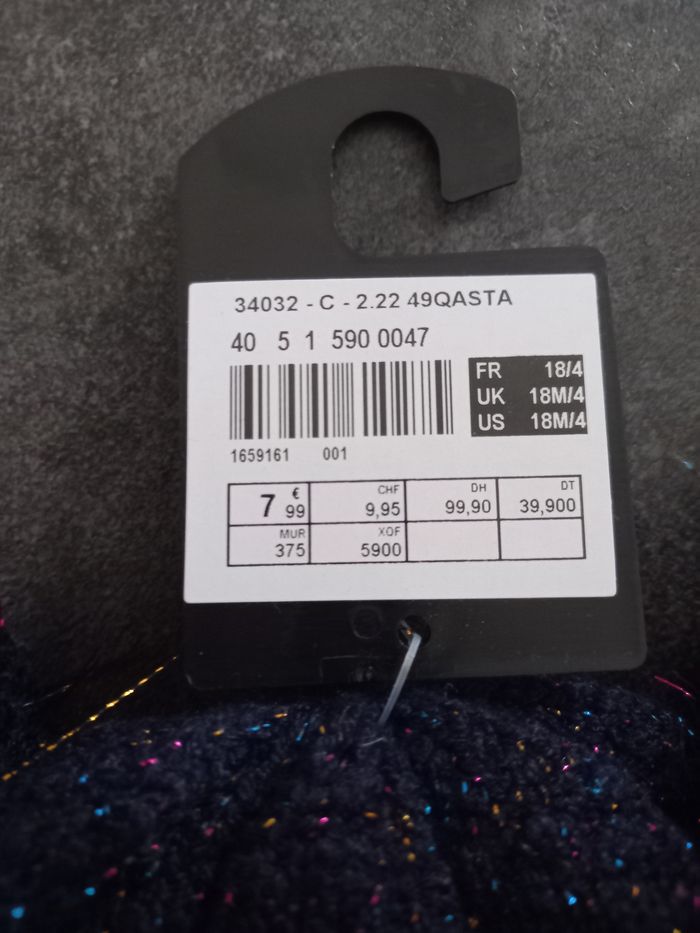 34032 - C - 2.22 49QASTA
40 5 1 590 0047
FR 18/4
UK 18M/4
US 18M/4
1659161 001
7 € 99
CHF 9,95
DH 99,90
DT 39,900
MUR 375
XOF 5900